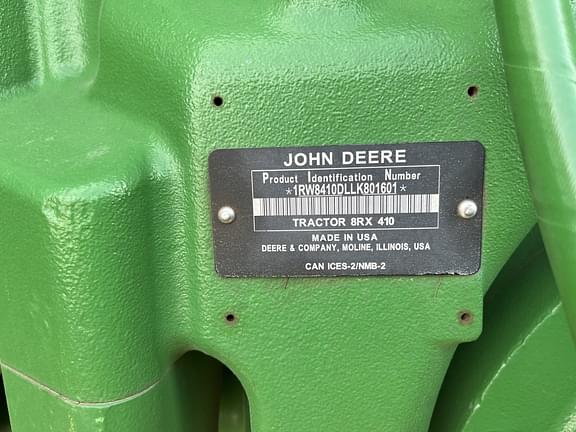 JOHN DEERE
Product Identification Number
*1RW8410DLLK801601*
TRACTOR 8RX 410
MADE IN USA
DEERE & COMPANY, MOLINE, ILLINOIS, USA
CAN ICES-2/NMB-2